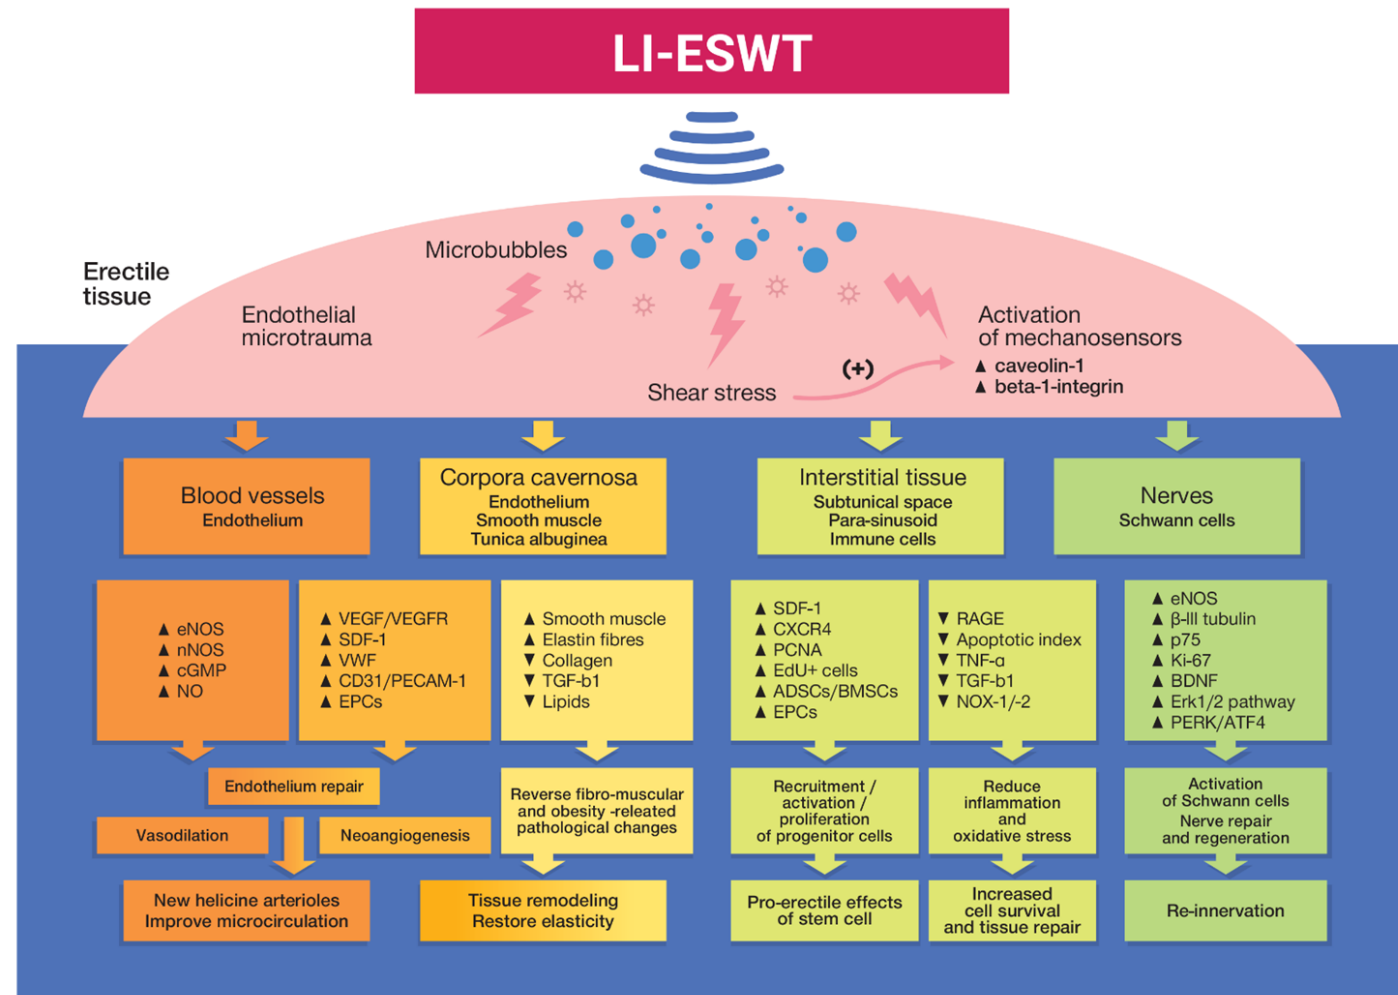 LI-ESWT
Microbubbles
Erectile
tissue
Endothelial
microtrauma
Activation
of mechanosensors
▲ caveolin-1
▲ beta-1-integrin
(+)
Shear stress
Blood vessels
Endothelium
Corpora cavernosa
Endothelium
Smooth muscle
Tunica albuginea
Interstitial tissue
Subtunical space
Para-sinusoid
Immune cells
Nerves
Schwann cells
▲ eNOS
▲ nNOS
▲ cGMP
▲ NO
▲ VEGF/VEGFR
▲ SDF-1
▲ VWF
▲ CD31/PECAM-1
▲ EPCs
▲ Smooth muscle
▲ Elastin fibres
▼ Collagen
▼ TGF-b1
▼ Lipids
▲ SDF-1
▲ CXCR4
▲ PCNA
▲ EdU+ cells
▲ ADSCs/BMSCs
▲ EPCs
▼ RAGE
▼ Apoptotic index
▼ TNF-α
▼ TGF-b1
▼ NOX-1/-2
▲ eNOS
▲ β-III tubulin
▲ p75
▲ Ki-67
▲ BDNF
▲ Erk1/2 pathway
▲ PERK/ATF4
Endothelium repair
Vasodilation
Neoangiogenesis
Reverse fibro-muscular
and obesity -releated
pathological changes
Recruitment /
activation /
proliferation
of progenitor cells
Reduce
inflammation
and
oxidative stress
Activation
of Schwann cells
Nerve repair
and regeneration
New helicine arterioles
Improve microcirculation
Tissue remodeling
Restore elasticity
Pro-erectile effects
of stem cell
Increased
cell survival
and tissue repair
Re-innervation